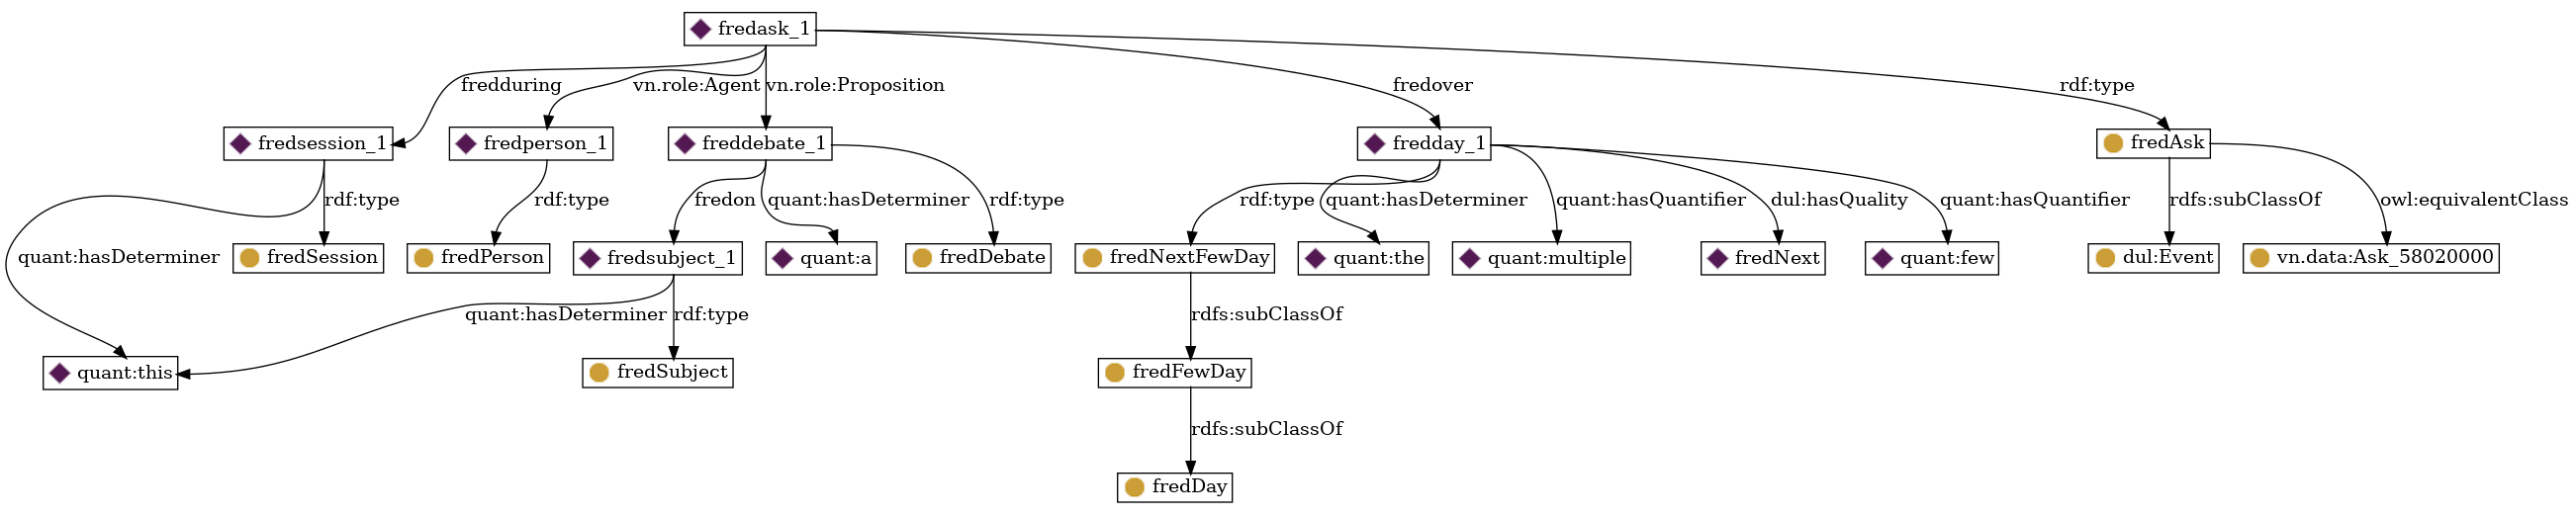 fredask_1
fredduring
vn.role:Agent
vn.role:Proposition
fredover
rdf:type
fredsession_1
fredperson_1
freddebate_1
fredday_1
fredAsk
rdf:type
rdf:type
fredon
quant:hasDeterminer
rdf:type
rdf:type
quant:hasDeterminer
quant:hasQuantifier
dul:hasQuality
quant:hasQuantifier
rdfs:subClassOf
owl:equivalentClass
quant:hasDeterminer
fredSession
fredPerson
fredsubject_1
quant:a
fredDebate
fredNextFewDay
quant:the
quant:multiple
fredNext
quant:few
dul:Event
vn.data:Ask_58020000
quant:hasDeterminer
rdf:type
rdfs:subClassOf
quant:this
fredSubject
fredFewDay
rdfs:subClassOf
fredDay